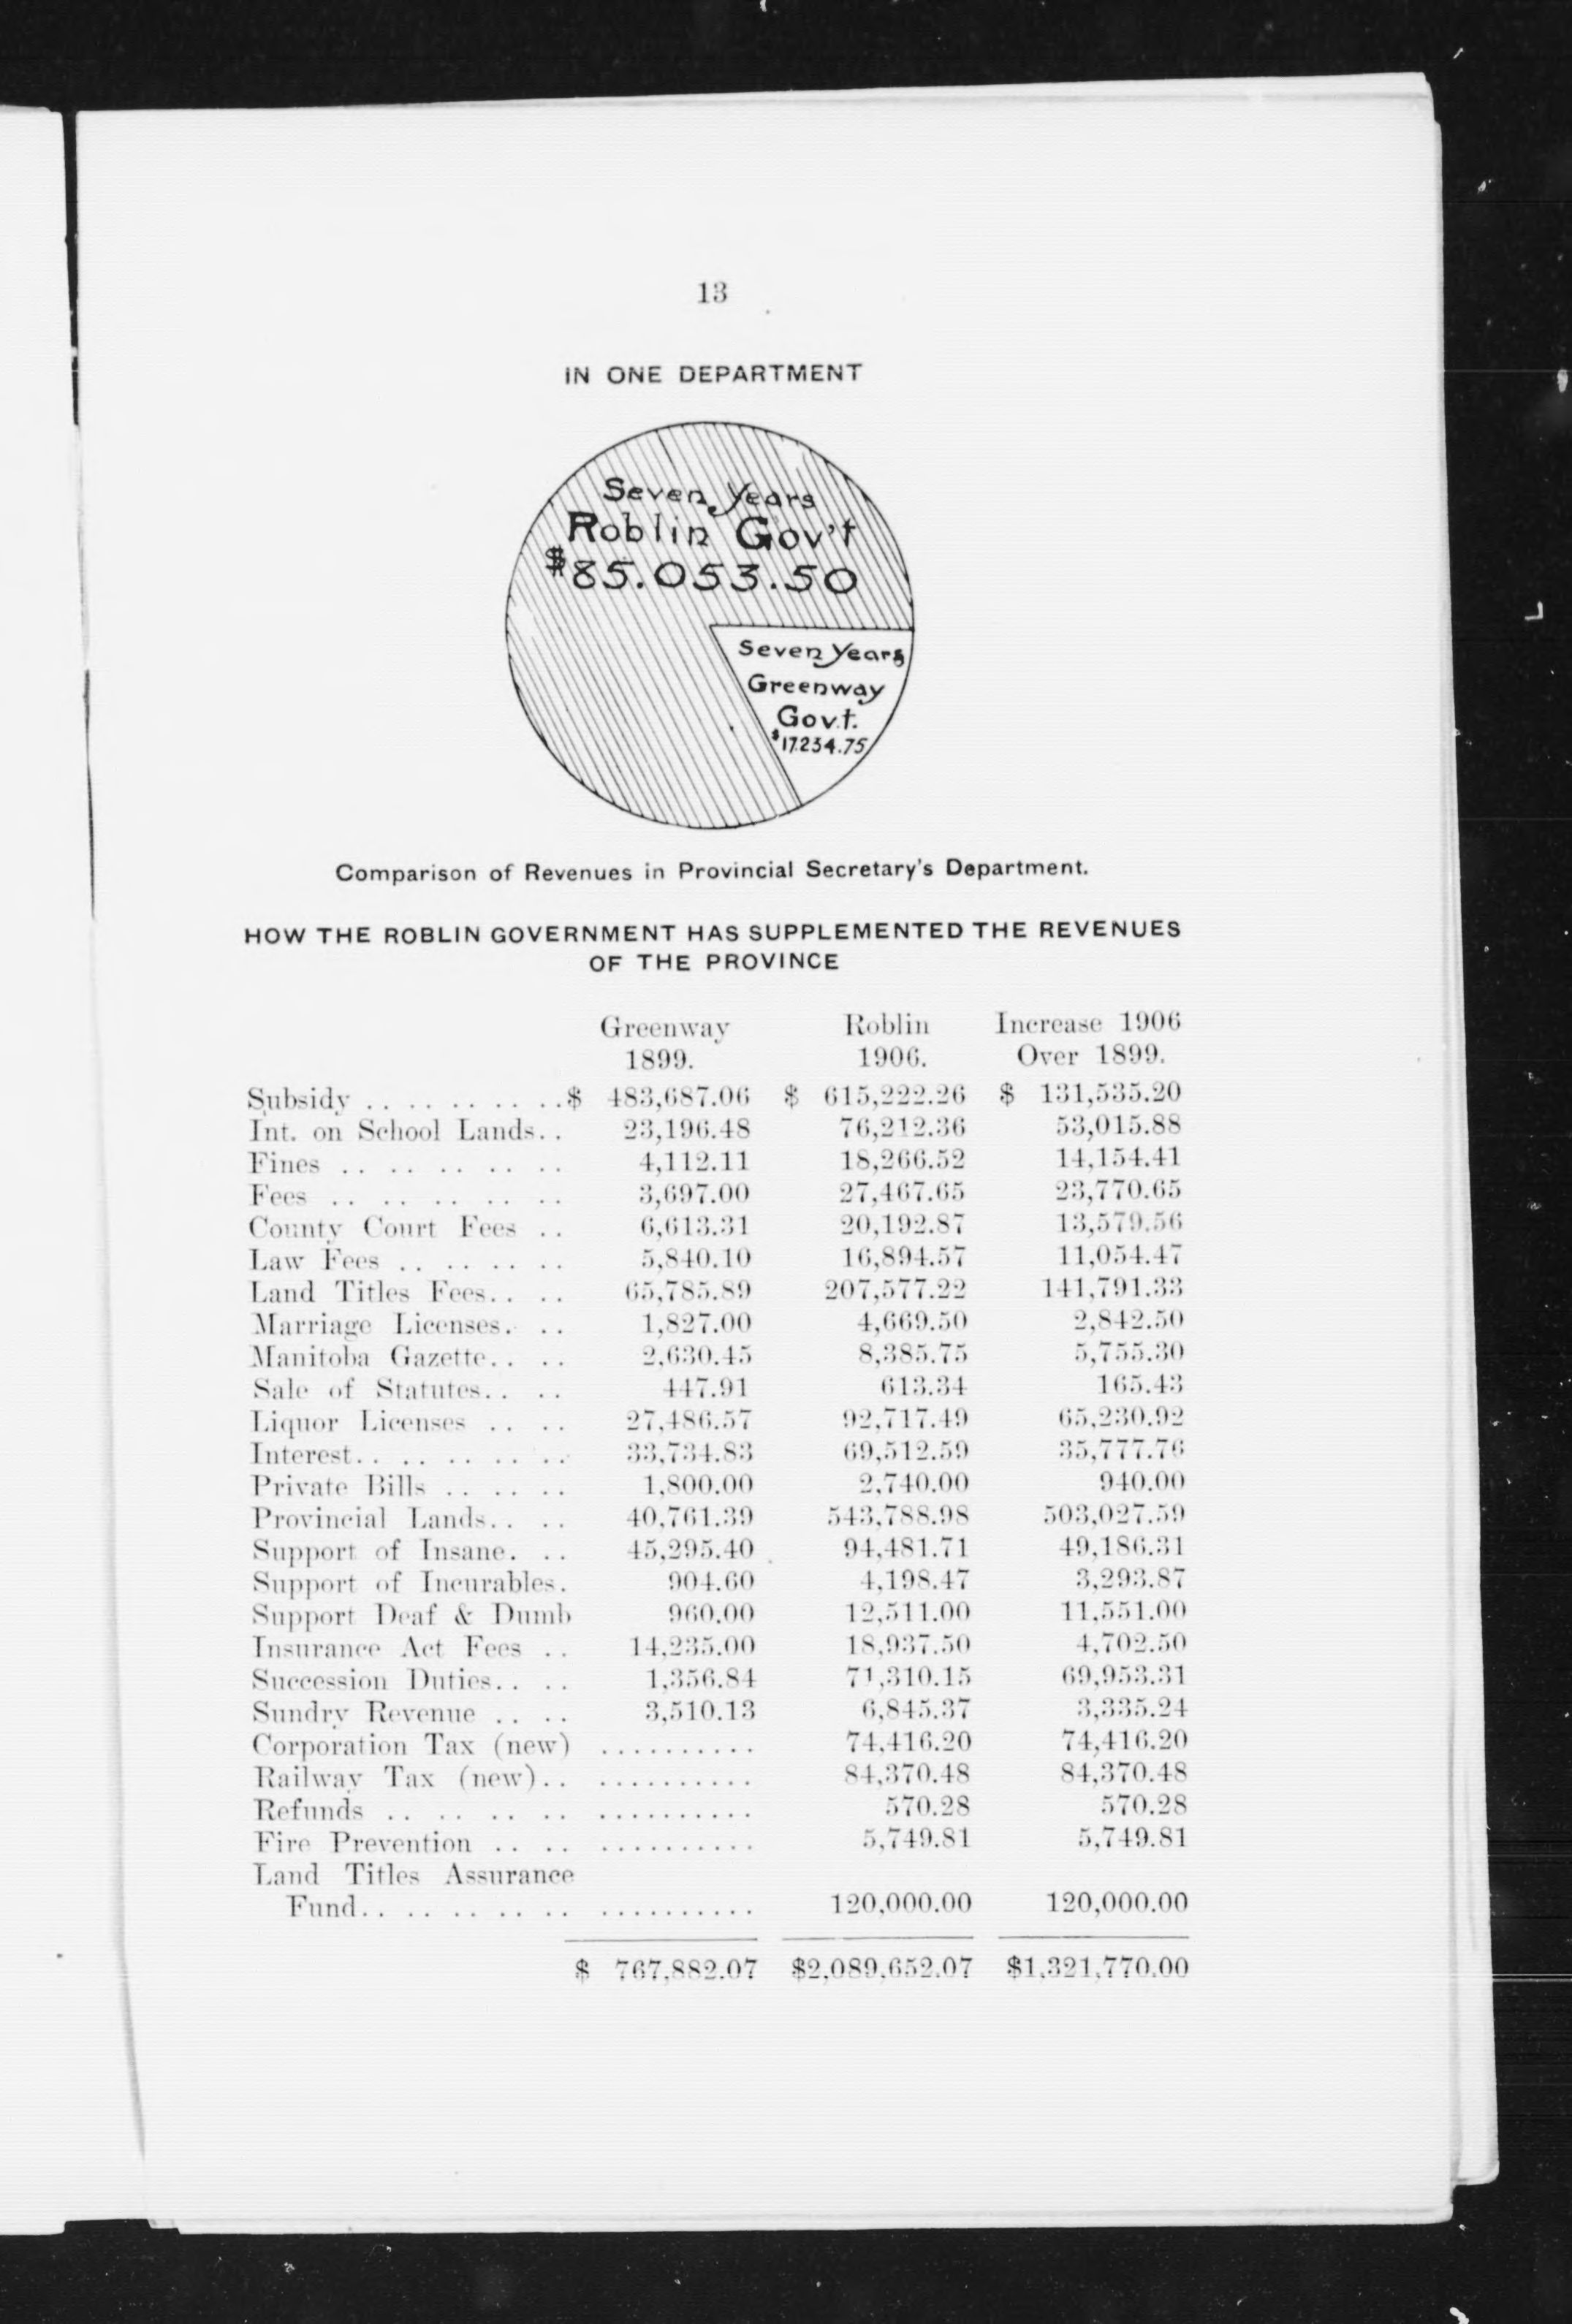 13
IN ONE DEPARTMENT
Seven Years
Roblin Gov't
$85.053.50
Seven Years
Greenway
Gov.t.
$17234.75
Comparison of Revenues in Provincial Secretary's Department.
HOW THE ROBLIN GOVERNMENT HAS SUPPLEMENTED THE REVENUES
OF THE PROVINCE
Greenway Roblin Increase 1906
1899. 1906. Over 1899.
Subsidy .. .. .. .. ..$ 483,687.06 $ 615,222.26 $ 131,535.20
Int. on School Lands.. 23,196.48 76,212.36 53,015.88
Fines .. .. .. .. .. 4,112.11 18,266.52 14,154.41
Fees .. .. .. .. .. 3,697.00 27,467.65 23,770.65
County Court Fees .. 6,613.31 20,192.87 13,579.56
Law Fees .. .. .. .. 5,840.10 16,894.57 11,054.47
Land Titles Fees.. .. 65,785.89 207,577.22 141,791.33
Marriage Licenses. .. 1,827.00 4,669.50 2,842.50
Manitoba Gazette.. .. 2,630.45 8,385.75 5,755.30
Sale of Statutes.. .. 447.91 613.34 165.43
Liquor Licenses .. .. 27,486.57 92,717.49 65,230.92
Interest.. .. .. .. .. 33,734.83 69,512.59 35,777.76
Private Bills .. .. .. 1,800.00 2,740.00 940.00
Provincial Lands.. .. 40,761.39 543,788.98 503,027.59
Support of Insane. .. 45,295.40 94,481.71 49,186.31
Support of Incurables. 904.60 4,198.47 3,293.87
Support Deaf & Dumb 960.00 12,511.00 11,551.00
Insurance Act Fees .. 14,235.00 18,937.50 4,702.50
Succession Duties.. .. 1,356.84 71,310.15 69,953.31
Sundry Revenue .. .. 3,510.13 6,845.37 3,335.24
Corporation Tax (new) .......... 74,416.20 74,416.20
Railway Tax (new).. .......... 84,370.48 84,370.48
Refunds .. .. .. .. .......... 570.28 570.28
Fire Prevention .. .. .......... 5,749.81 5,749.81
Land Titles Assurance
Fund.. .. .. .. .. .......... 120,000.00 120,000.00
$ 767,882.07 $2,089,652.07 $1,321,770.00